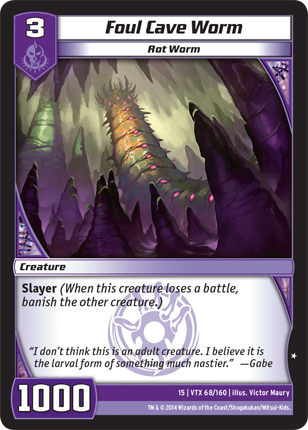 3
Foul Cave Worm
Rot Worm
Creature
Slayer (When this creature loses a battle,
banish the other creature.)
“I don't think this is an adult creature. I believe it is
the larval form of something much nastier.” —Gabe
1000
15 | VTX 68/160 | illus. Victor Maury
TM & © 2014 Wizards of the Coast/Shogakukan/Mitsui-Kids.